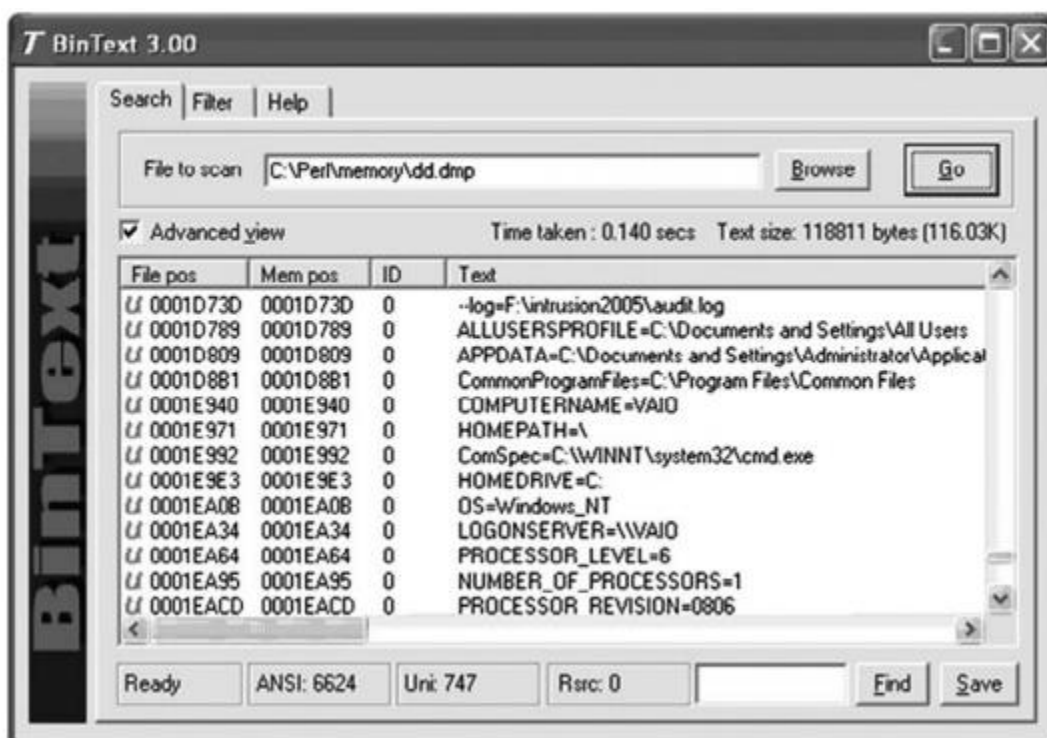 BinText 3.00
Search Filter Help
File to scan C:\Perl\memory\dd.dmp Browse Go
Advanced view Time taken : 0.140 secs Text size: 118811 bytes (116.03K)
File pos Mem pos ID Text
U 0001D73D 0001D73D 0 --log=F:\intrusion2005\audit.log
U 0001D789 0001D789 0 ALLUSERSPROFILE=C:\Documents and Settings\All Users
U 0001D809 0001D809 0 APPDATA=C:\Documents and Settings\Administrator\Applicat
U 0001D8B1 0001D8B1 0 CommonProgramFiles=C:\Program Files\Common Files
U 0001E940 0001E940 0 COMPUTERNAME=VAIO
U 0001E971 0001E971 0 HOMEPATH=\
U 0001E992 0001E992 0 ComSpec=C:\WINNT\system32\cmd.exe
U 0001E9E3 0001E9E3 0 HOMEDRIVE=C:
U 0001EA0B 0001EA0B 0 OS=Windows_NT
U 0001EA34 0001EA34 0 LOGONSERVER=\\VAIO
U 0001EA64 0001EA64 0 PROCESSOR_LEVEL=6
U 0001EA95 0001EA95 0 NUMBER_OF_PROCESSORS=1
U 0001EACD 0001EACD 0 PROCESSOR_REVISION=0806
Ready ANSI: 6624 Uni: 747 Rsrc: 0 Find Save
BinText